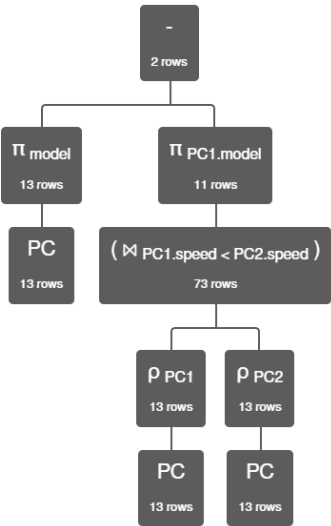 -
2 rows
π model
13 rows
π PC1.model
11 rows
PC
13 rows
( ⋈ PC1.speed < PC2.speed )
73 rows
ρ PC1
13 rows
ρ PC2
13 rows
PC
13 rows
PC
13 rows